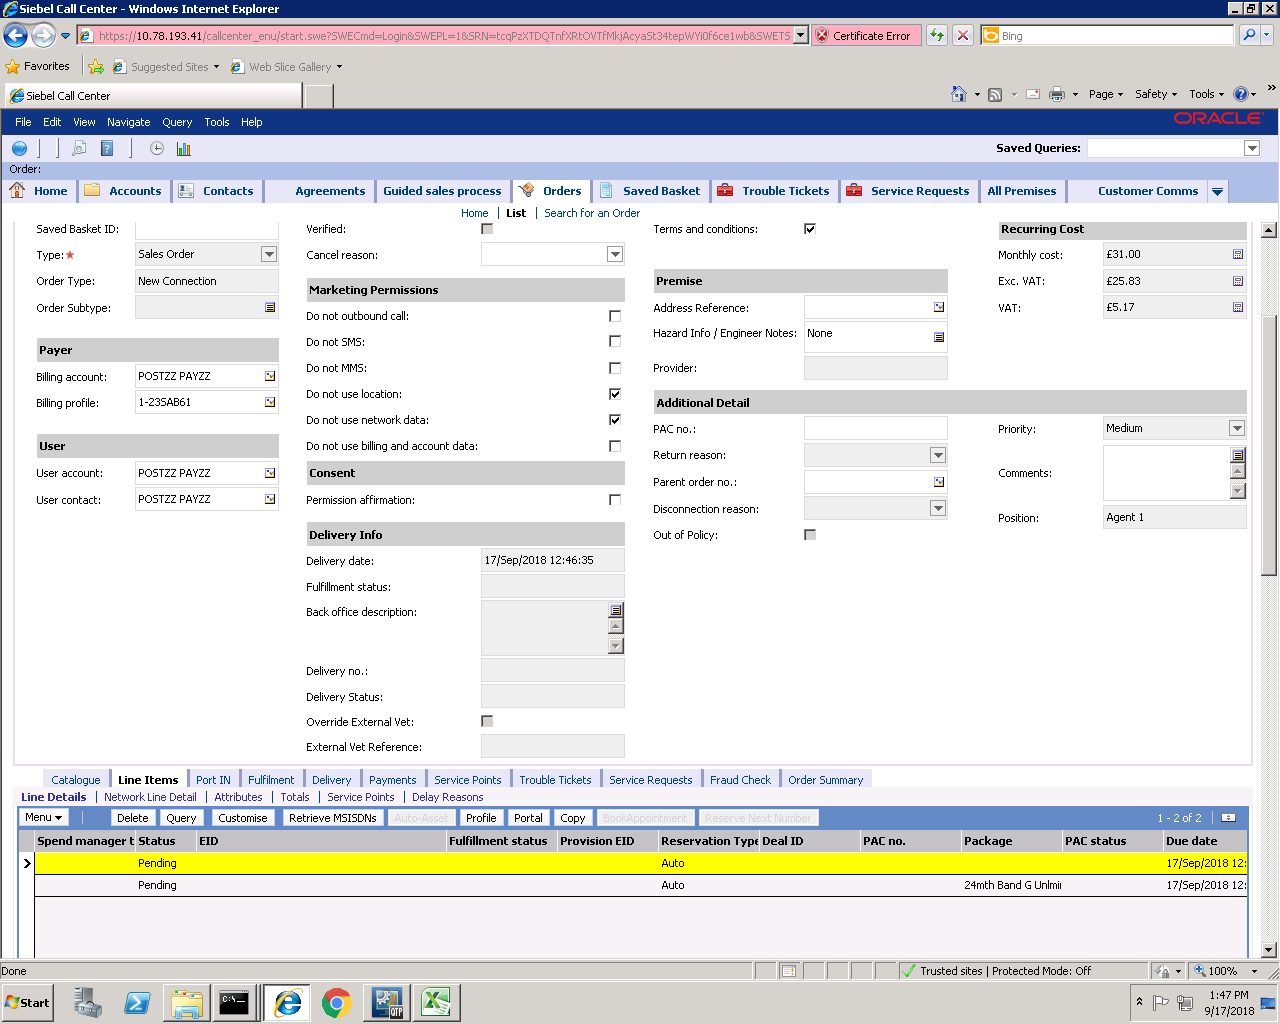 Siebel Call Center - Windows Internet Explorer
https://10.78.193.41/callcenter_enu/start.swe?SWECmd=Login&SWEPL=1&SRN=tcqPzXTDQTnfXRtOVTfMkjAcyaSt34tepWYi0f6ce1wb&SWETS
Certificate Error
Bing
Favorites
Suggested Sites
Web Slice Gallery
Siebel Call Center
Page
Safety
Tools
File Edit View Navigate Query Tools Help
ORACLE
Saved Queries:
Order:
Home Accounts Contacts Agreements Guided sales process Orders Saved Basket Trouble Tickets Service Requests All Premises Customer Comms
Home | List | Search for an Order
Saved Basket ID:
Type:
Sales Order
Order Type:
New Connection
Order Subtype:
Payer
Billing account:
POSTZZ PAYZZ
Billing profile:
1-23SAB61
User
User account:
POSTZZ PAYZZ
User contact:
POSTZZ PAYZZ
Verified:
Cancel reason:
Marketing Permissions
Do not outbound call:
Do not SMS:
Do not MMS:
Do not use location:
Do not use network data:
Do not use billing and account data:
Consent
Permission affirmation:
Delivery Info
Delivery date:
17/Sep/2018 12:46:35
Fulfillment status:
Back office description:
Delivery no.:
Delivery Status:
Override External Vet:
External Vet Reference:
Terms and conditions:
Premise
Address Reference:
Hazard Info / Engineer Notes:
None
Provider:
Additional Detail
PAC no.:
Return reason:
Parent order no.:
Disconnection reason:
Out of Policy:
Recurring Cost
Monthly cost:
£31.00
Exc. VAT:
£25.83
VAT:
£5.17
Priority:
Medium
Comments:
Position:
Agent 1
Catalogue Line Items Port IN Fulfilment Delivery Payments Service Points Trouble Tickets Service Requests Fraud Check Order Summary
Line Details | Network Line Detail | Attributes | Totals | Service Points | Delay Reasons
Menu Delete Query Customise Retrieve MSISDNs Auto-Asset Profile Portal Copy BookAppointment Reserve Next Number 1 - 2 of 2
Spend manager t Status EID Fulfillment status Provision EID Reservation Type Deal ID PAC no. Package PAC status Due date
Pending Auto 17/Sep/2018 12:
Pending Auto 24mth Band G Unlmi 17/Sep/2018 12:
Done
Trusted sites | Protected Mode: Off
100%
Start
C:\
QTP
1:47 PM
9/17/2018